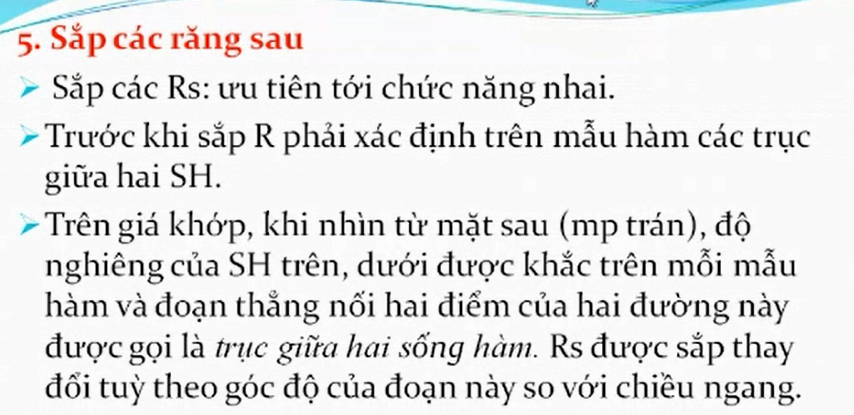 5. Sắp các răng sau
➢ Sắp các Rs: ưu tiên tới chức năng nhai.
➢ Trước khi sắp R phải xác định trên mẫu hàm các trục
giữa hai SH.
➢ Trên giá khớp, khi nhìn từ mặt sau (mp trán), độ
nghiêng của SH trên, dưới được khắc trên mỗi mẫu
hàm và đoạn thẳng nối hai điểm của hai đường này
được gọi là trục giữa hai sống hàm. Rs được sắp thay
đổi tuỳ theo góc độ của đoạn này so với chiều ngang.